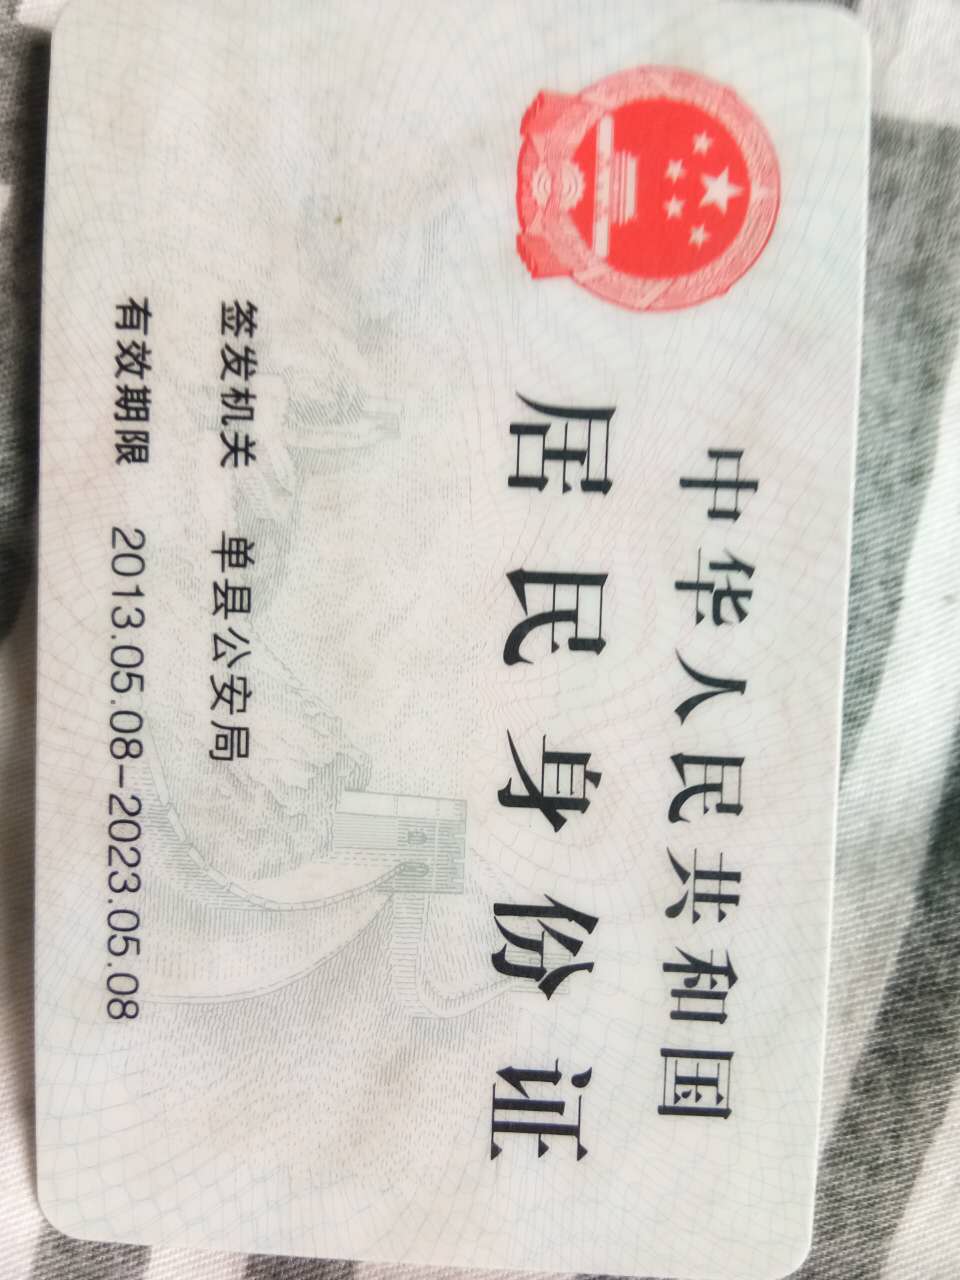 中华人民共和国
居民身份证
签发机关 单县公安局
有效期限 2013.05.08-2023.05.08